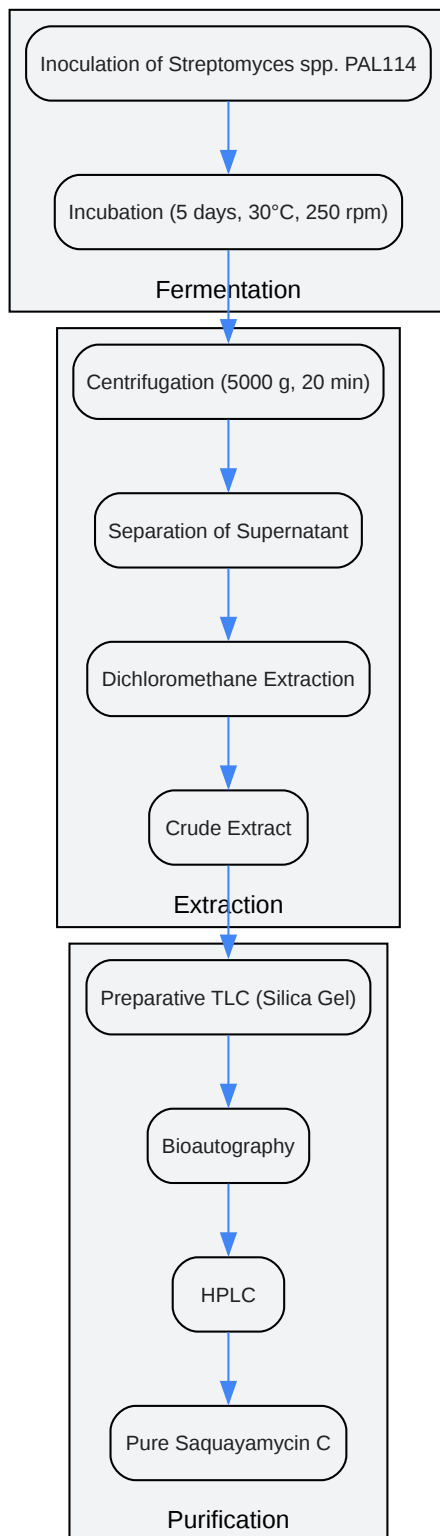 Inoculation of Streptomyces spp. PAL114
Incubation (5 days, 30°C, 250 rpm)
Fermentation
Centrifugation (5000 g, 20 min)
Separation of Supernatant
Dichloromethane Extraction
Crude Extract
Extraction
Preparative TLC (Silica Gel)
Bioautography
HPLC
Pure Saquayamycin C
Purification